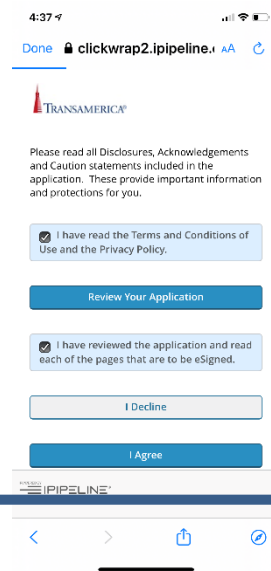 4:37
Done clickwrap2.ipipeline. AA
TRANSAMERICA®
Please read all Disclosures, Acknowledgements
and Caution statements included in the
application. These provide important information
and protections for you.
I have read the Terms and Conditions of
Use and the Privacy Policy.
Review Your Application
I have reviewed the application and read
each of the pages that are to be eSigned.
I Decline
I Agree
IPIPELINE